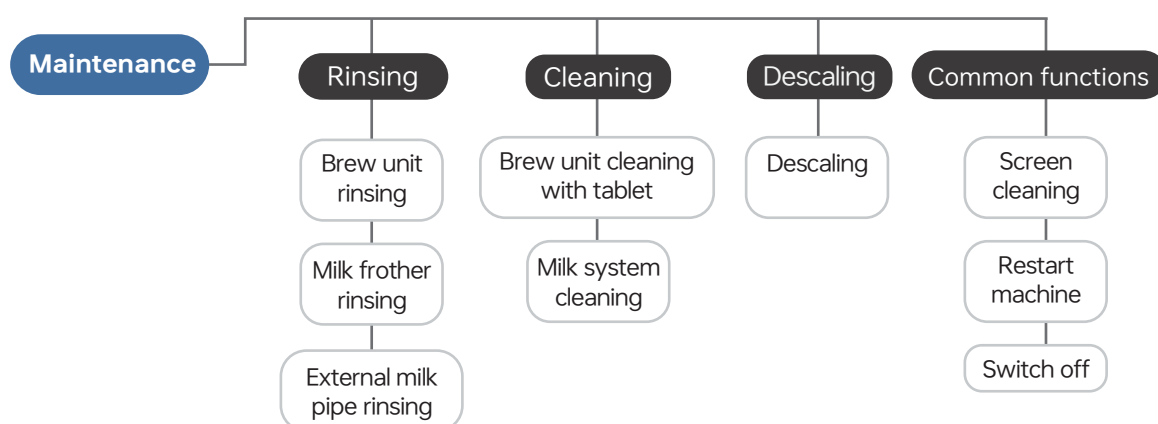 Maintenance
Rinsing
Brew unit
rinsing
Milk frother
rinsing
External milk
pipe rinsing
Cleaning
Brew unit cleaning
with tablet
Milk system
cleaning
Descaling
Descaling
Common functions
Screen
cleaning
Restart
machine
Switch off